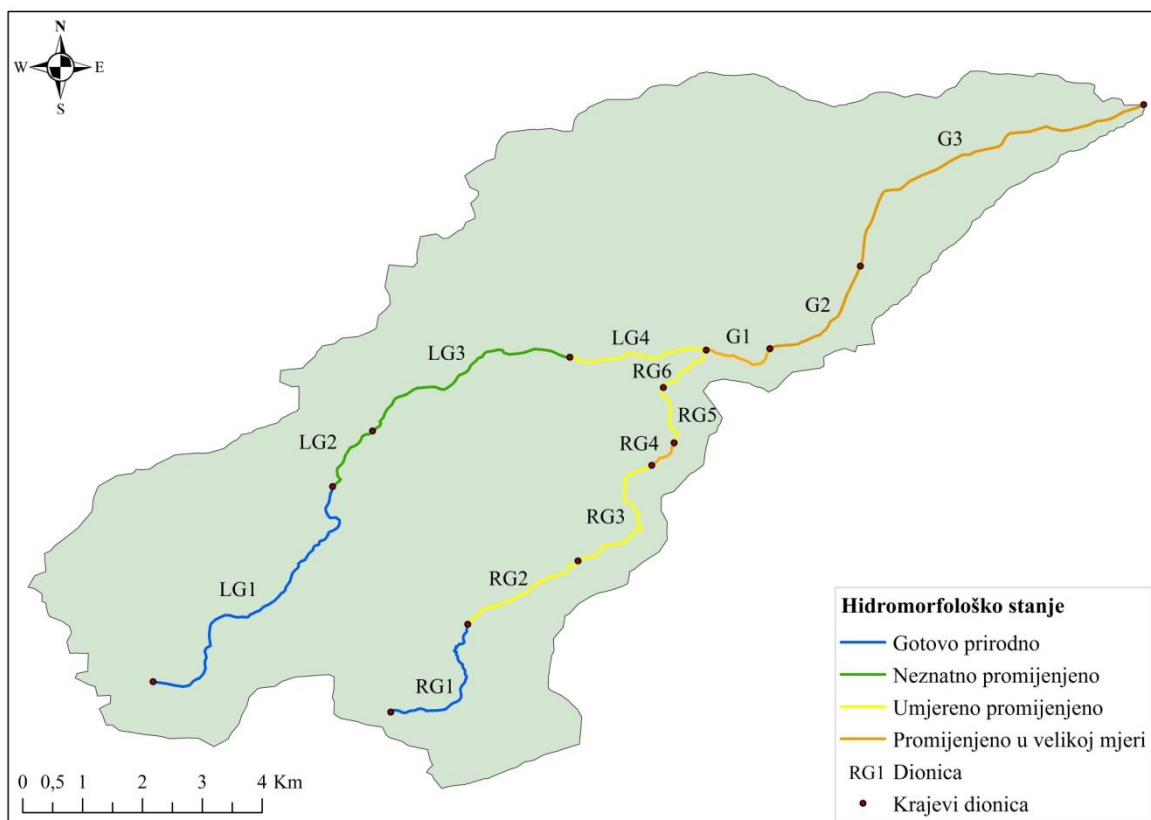 N
W E
S
G3
G2
LG4
G1
LG3
RG6
RG5
LG2
RG4
RG3
RG2
LG1
RG1
Hidromorfološko stanje
Gotovo prirodno
Neznatno promijenjeno
Umjereno promijenjeno
Promijenjeno u velikoj mjeri
RG1 Dionica
Krajevi dionica
0 0,5 1 2 3 4 Km